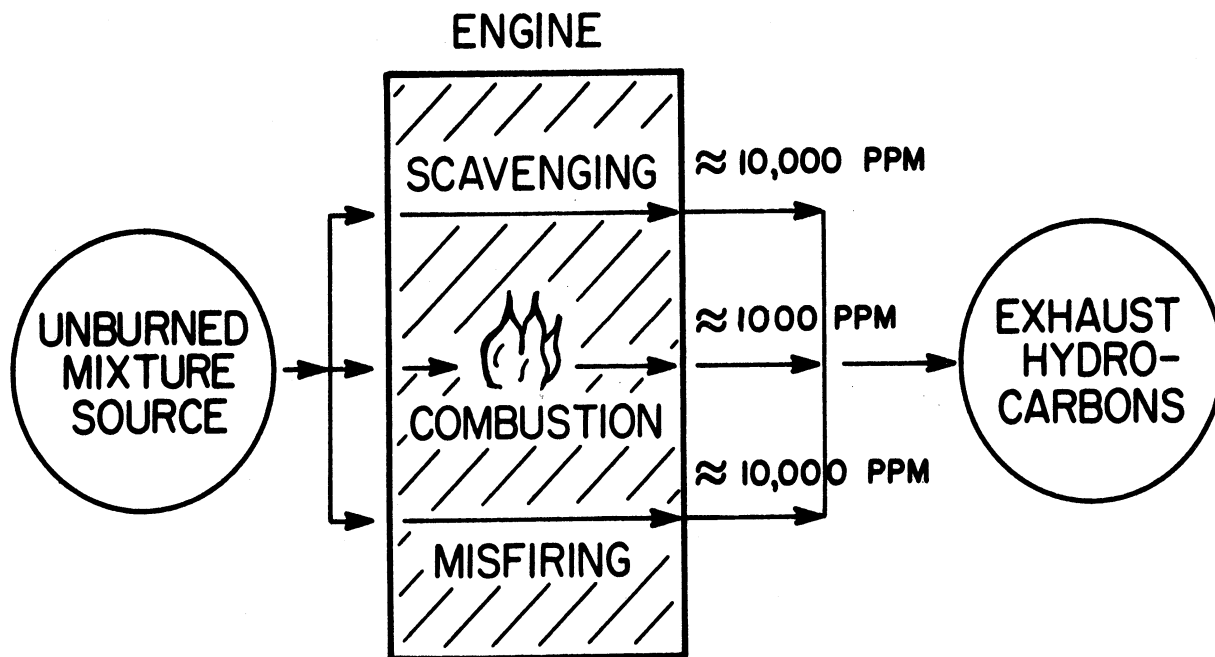 ENGINE
SCAVENGING
≈ 10,000 PPM
UNBURNED
MIXTURE
SOURCE
≈ 1000 PPM
COMBUSTION
EXHAUST
HYDRO-
CARBONS
≈ 10,000 PPM
MISFIRING